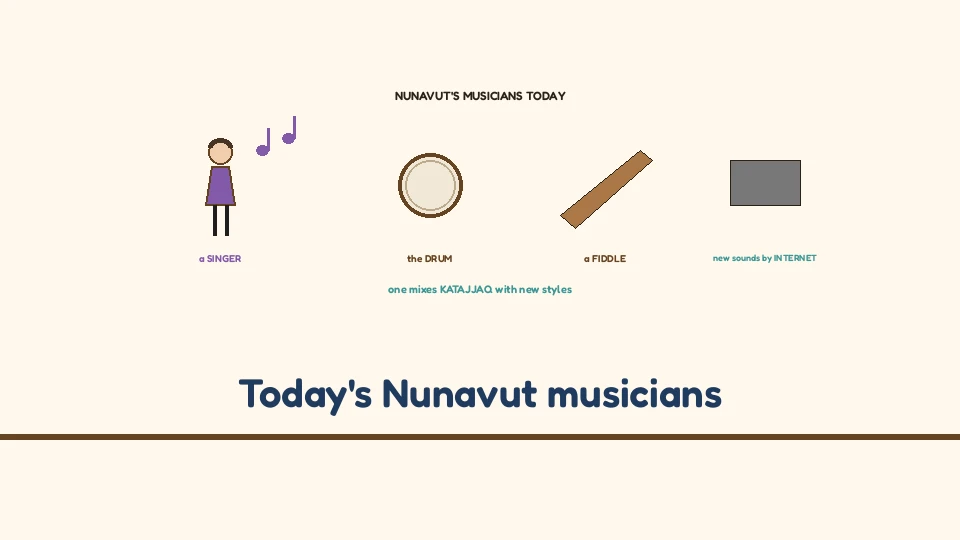 NUNAVUT'S MUSICIANS TODAY
a SINGER
the DRUM
a FIDDLE
new sounds by INTERNET
one mixes KATAJJAQ with new styles
Today's Nunavut musicians